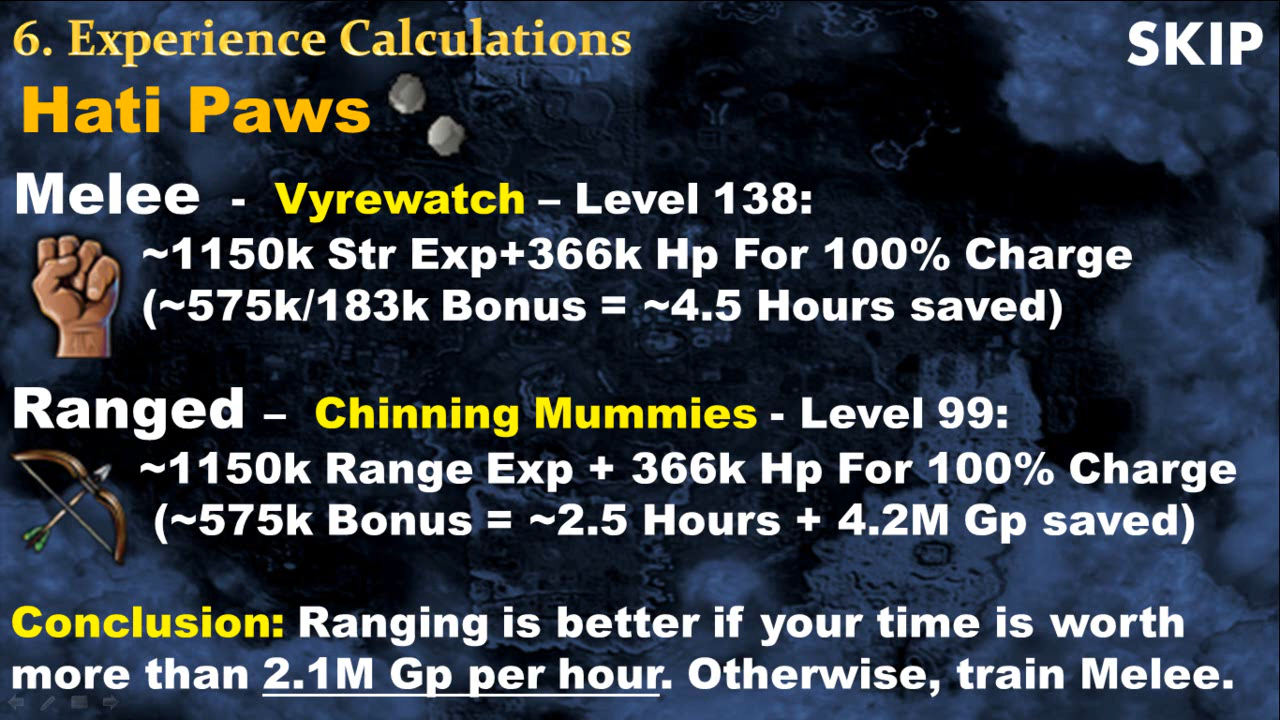 6. Experience Calculations
SKIP
Hati Paws
Melee - Vyrewatch – Level 138:
~1150k Str Exp+366k Hp For 100% Charge
(~575k/183k Bonus = ~4.5 Hours saved)
Ranged – Chinning Mummies - Level 99:
~1150k Range Exp + 366k Hp For 100% Charge
(~575k Bonus = ~2.5 Hours + 4.2M Gp saved)
Conclusion: Ranging is better if your time is worth
more than 2.1M Gp per hour. Otherwise, train Melee.